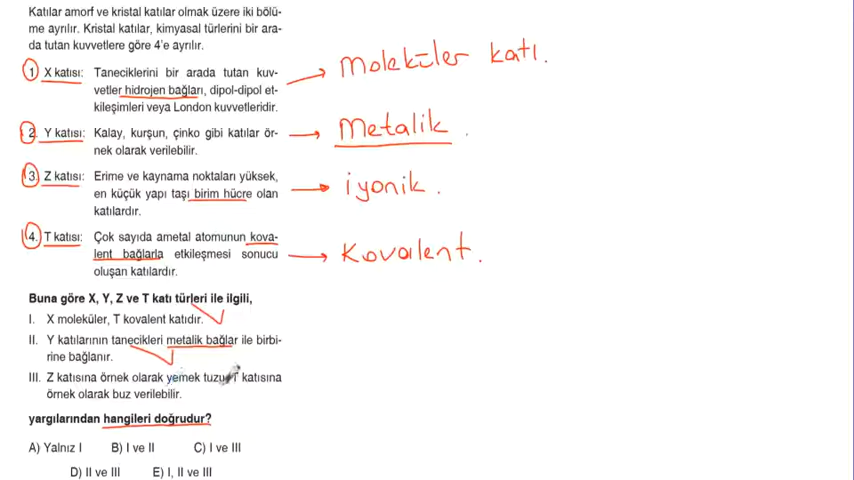 Katılar amorf ve kristal katılar olmak üzere iki bölü-
me ayrılır. Kristal katılar, kimyasal türlerini bir ara-
da tutan kuvvetlere göre 4'e ayrılır.
1 X katısı: Taneciklerini bir arada tutan kuv-
vetler hidrojen bağları, dipol-dipol et-
kileşimleri veya London kuvvetleridir.
Moleküler katı.
2. Y katısı: Kalay, kurşun, çinko gibi katılar ör-
nek olarak verilebilir.
Metalik.
3. Z katısı: Erime ve kaynama noktaları yüksek,
en küçük yapı taşı birim hücre olan
katılardır.
iyonik.
4. T katısı: Çok sayıda ametal atomunun kova-
lent bağlarla etkileşmesi sonucu
oluşan katılardır.
Kovalent.
Buna göre X, Y, Z ve T katı türleri ile ilgili,
I. X moleküler, T kovalent katıdır.
II. Y katılarının tanecikleri metalik bağlar ile birbi-
rine bağlanır.
III. Z katısına örnek olarak yemek tuzu T katısına
örnek olarak buz verilebilir.
yargılarından hangileri doğrudur?
A) Yalnız I B) I ve II C) I ve III
D) II ve III E) I, II ve III